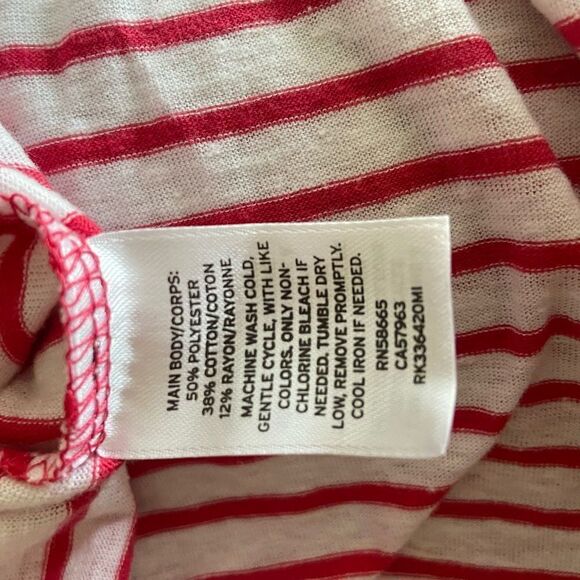 MAIN BODY/CORPS:
50% POLYESTER
38% COTTON/COTON
12% RAYON/RAYONNE
MACHINE WASH COLD,
GENTLE CYCLE, WITH LIKE
COLORS. ONLY NON-
CHLORINE BLEACH IF
NEEDED. TUMBLE DRY
LOW, REMOVE PROMPTLY.
COOL IRON IF NEEDED.
RN58665
CA57963
RK336420MI